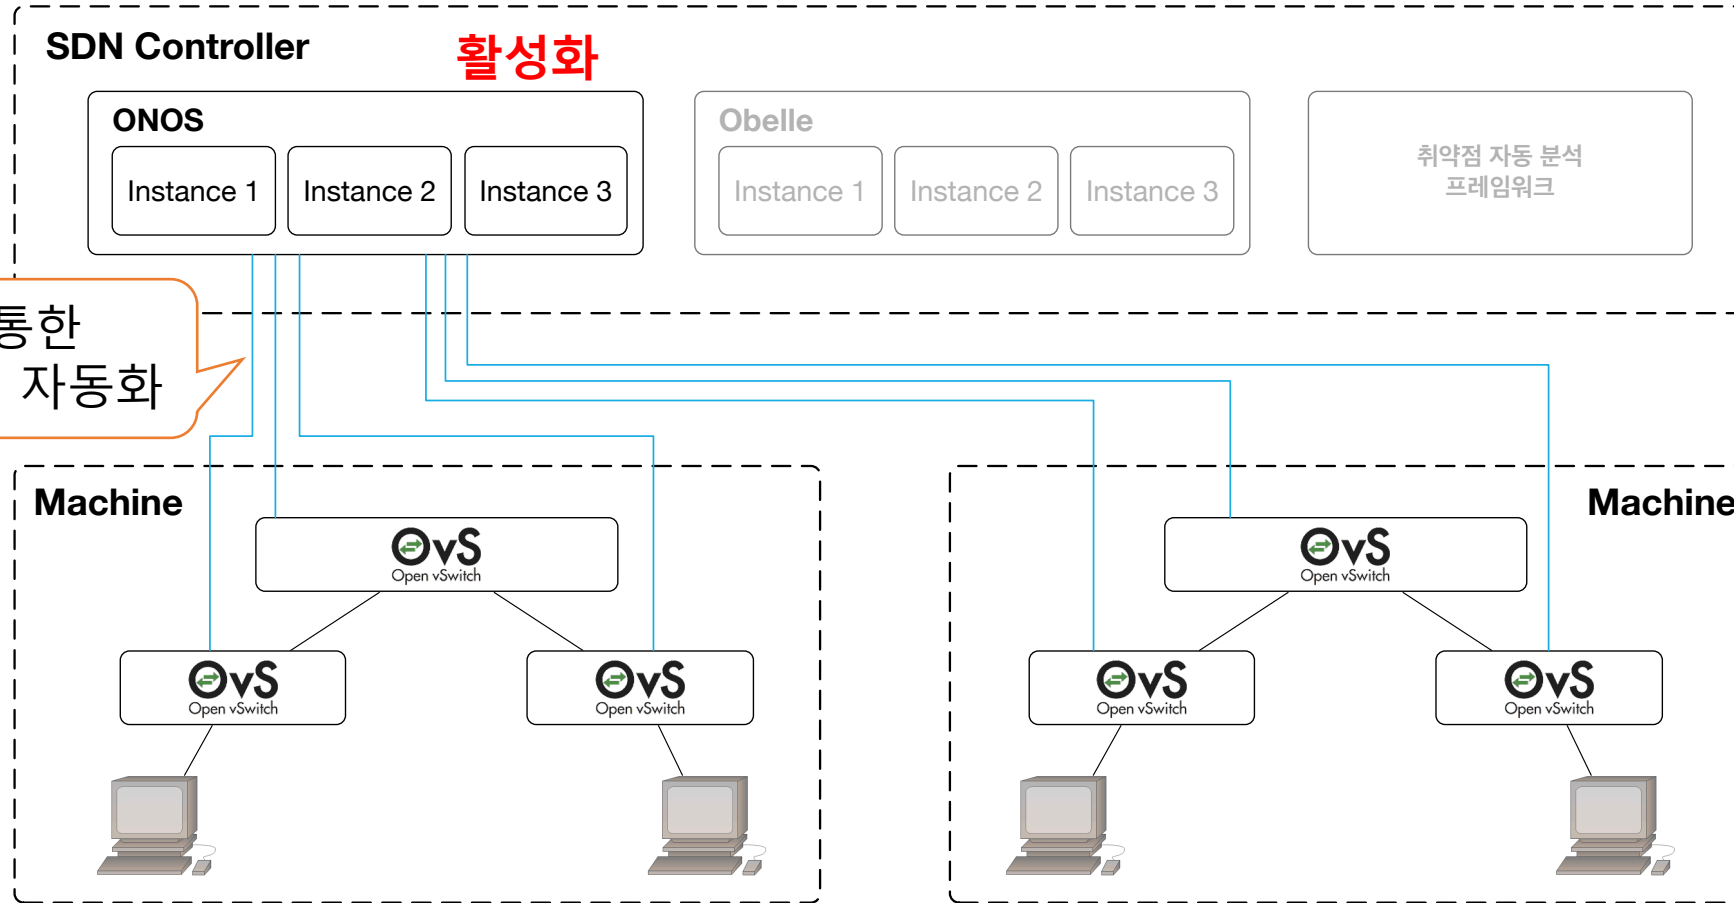 SDN Controller
활성화
ONOS
Instance 1
Instance 2
Instance 3
Obelle
Instance 1
Instance 2
Instance 3
취약점 자동 분석
프레임워크
통한
자동화
Machine
OvS
Open vSwitch
OvS
Open vSwitch
OvS
Open vSwitch
Machine
OvS
Open vSwitch
OvS
Open vSwitch
OvS
Open vSwitch